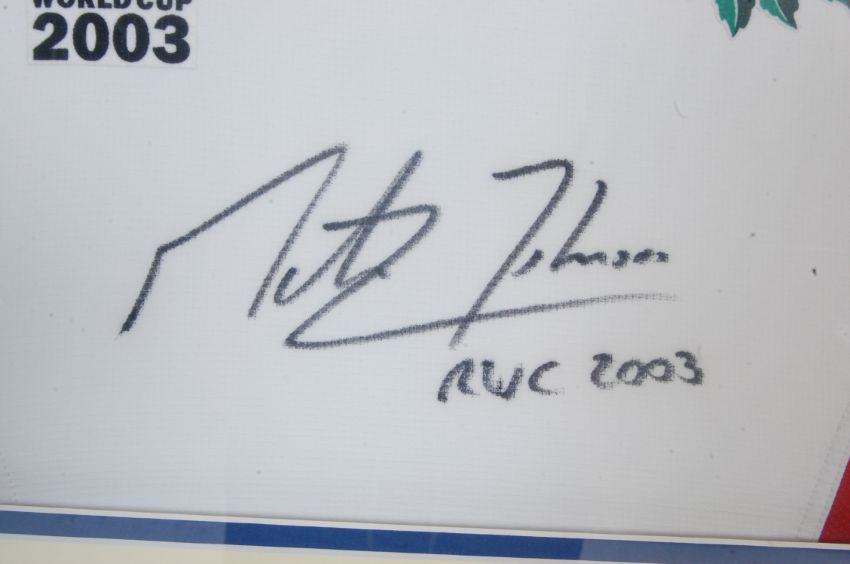 WORLD CUP
2003
Martin Johnson
RWC 2003